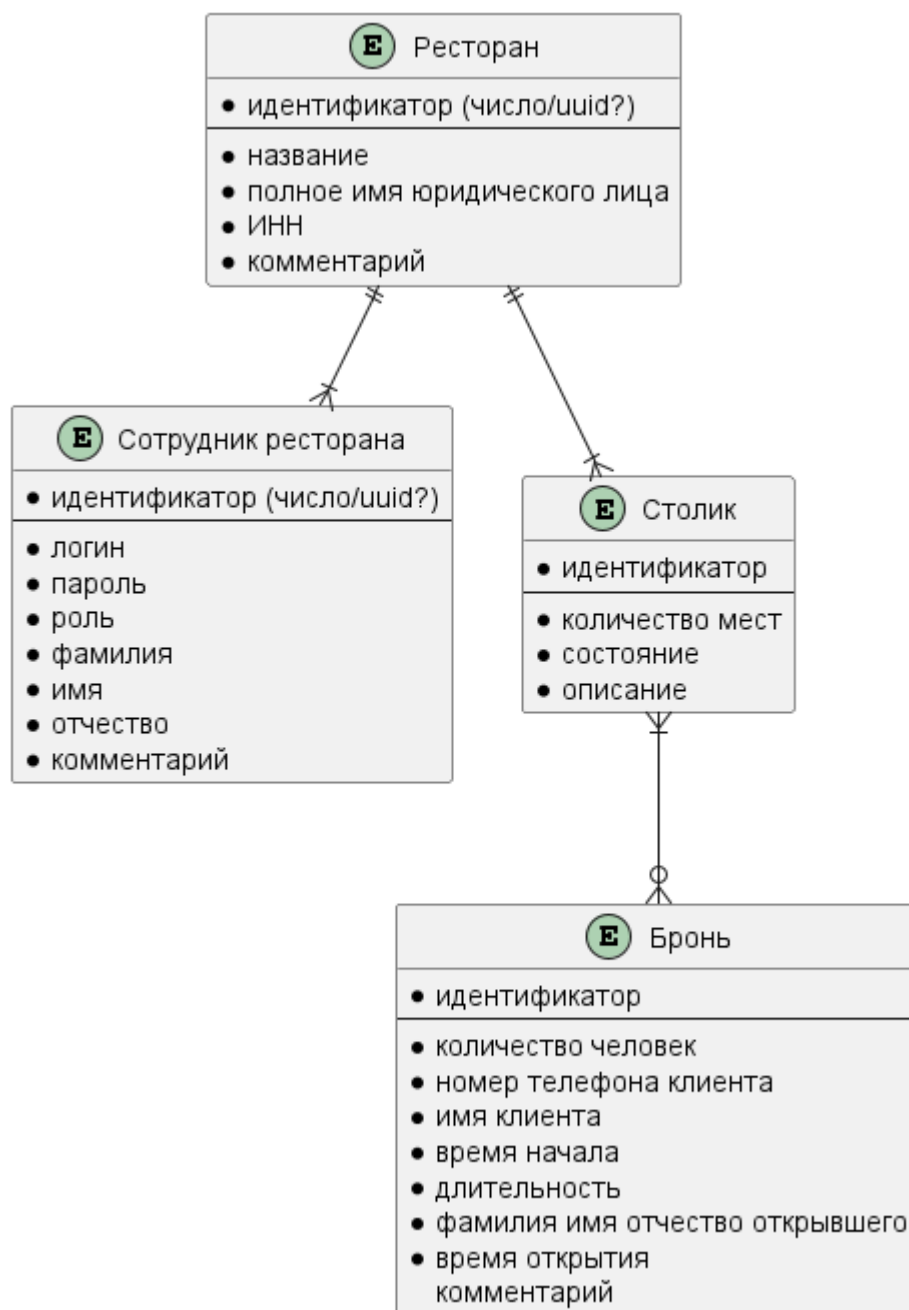 E Ресторан
идентификатор (число/uuid?)
название
полное имя юридического лица
ИНН
комментарий
E Сотрудник ресторана
идентификатор (число/uuid?)
логин
пароль
роль
фамилия
имя
отчество
комментарий
E Столик
идентификатор
количество мест
состояние
описание
E Бронь
идентификатор
количество человек
номер телефона клиента
имя клиента
время начала
длительность
фамилия имя отчество открывшего
время открытия
комментарий